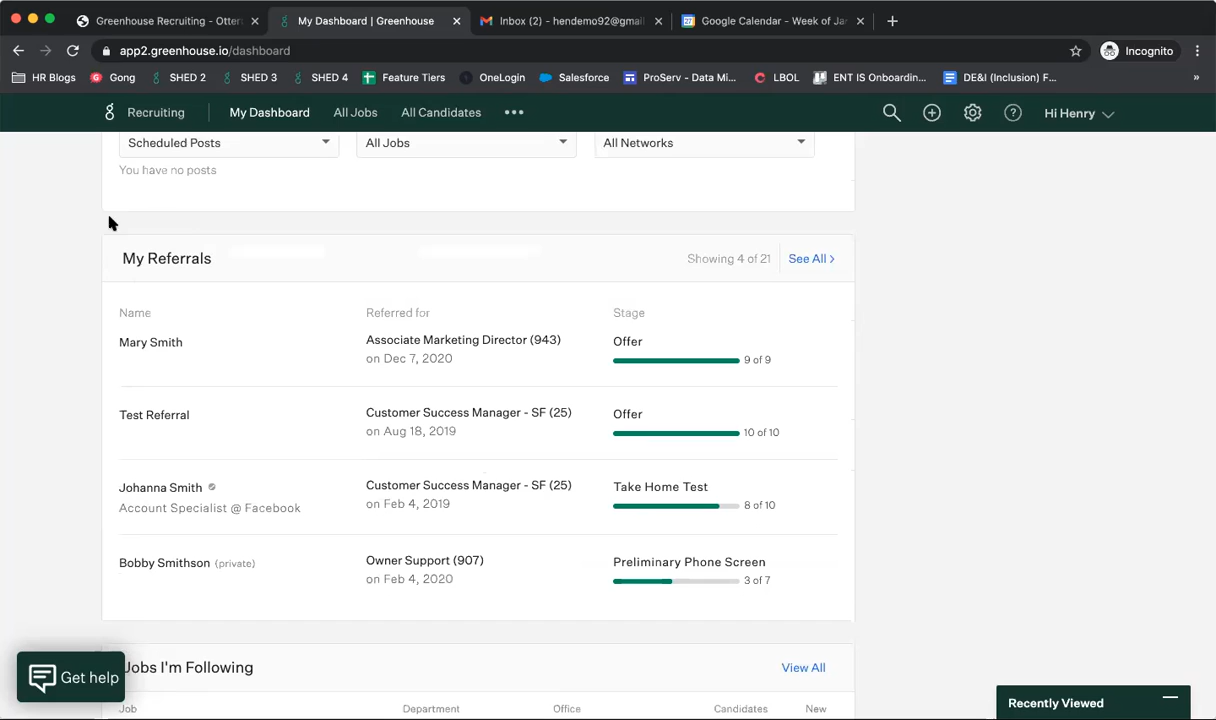 Greenhouse Recruiting - Otter
My Dashboard | Greenhouse
Inbox (2) - hendemo92@gmail
Google Calendar - Week of Jan
app2.greenhouse.io/dashboard
Incognito
HR Blogs
Gong
SHED 2
SHED 3
SHED 4
Feature Tiers
OneLogin
Salesforce
ProServ - Data Mi...
LBOL
ENT IS Onboardin...
DE&I (Inclusion) F...
»
Recruiting
My Dashboard
All Jobs
All Candidates
•••
Hi Henry
Scheduled Posts
All Jobs
All Networks
You have no posts
My Referrals
Showing 4 of 21
See All >
Name
Referred for
Stage
Mary Smith
Associate Marketing Director (943)
on Dec 7, 2020
Offer
9 of 9
Test Referral
Customer Success Manager - SF (25)
on Aug 18, 2019
Offer
10 of 10
Johanna Smith
Account Specialist @ Facebook
Customer Success Manager - SF (25)
on Feb 4, 2019
Take Home Test
8 of 10
Bobby Smithson (private)
Owner Support (907)
on Feb 4, 2020
Preliminary Phone Screen
3 of 7
Get help
Jobs I'm Following
View All
Job
Department
Office
Candidates
New
Recently Viewed